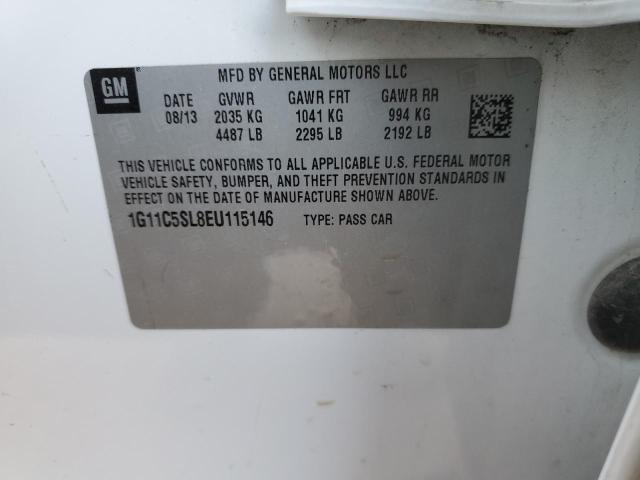 GM
MFD BY GENERAL MOTORS LLC
DATE GVWR GAWR FRT GAWR RR
08/13 2035 KG 1041 KG 994 KG
4487 LB 2295 LB 2192 LB
THIS VEHICLE CONFORMS TO ALL APPLICABLE U.S. FEDERAL MOTOR
VEHICLE SAFETY, BUMPER, AND THEFT PREVENTION STANDARDS IN
EFFECT ON THE DATE OF MANUFACTURE SHOWN ABOVE.
1G11C5SL8EU115146 TYPE: PASS CAR